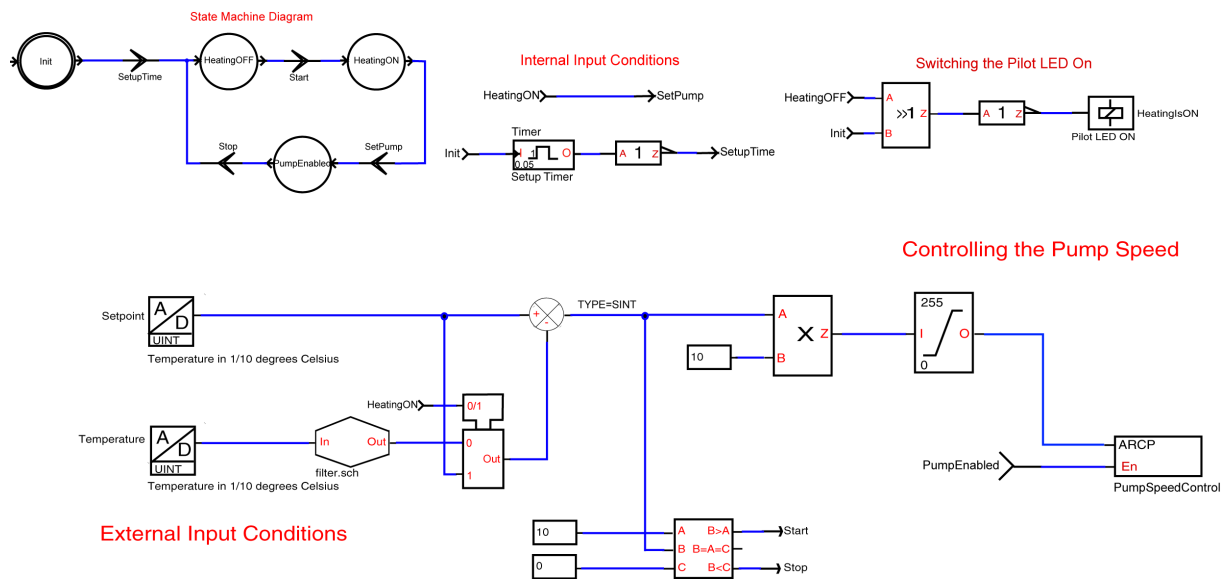 State Machine Diagram
Init
SetupTime
HeatingOFF
Start
HeatingON
Stop
PumpEnabled
SetPump
Internal Input Conditions
HeatingON
SetPump
Timer
Init
I
1
O
0.05
Setup Timer
A 1 Z
SetupTime
Switching the Pilot LED On
HeatingOFF
A
>>1
Z
Init
B
A 1 Z
HeatingIsON
Pilot LED ON
Controlling the Pump Speed
Setpoint
A
D
UINT
Temperature in 1/10 degrees Celsius
+
-
TYPE=SINT
A
X
Z
10
B
255
I
O
0
HeatingON
0/1
Temperature
A
D
UINT
Temperature in 1/10 degrees Celsius
In
Out
filter.sch
0
Out
1
PumpEnabled
ARCP
En
PumpSpeedControl
External Input Conditions
10
A
B>A
Start
B
B=A=C
0
C
B<C
Stop